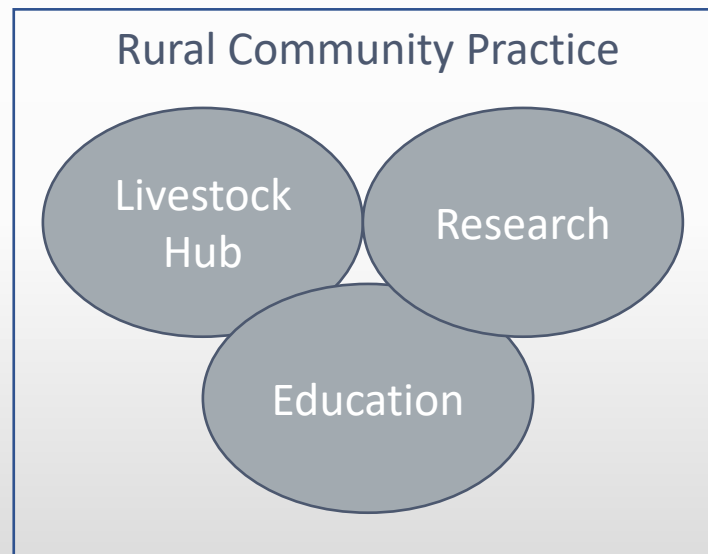 Rural Community Practice
Livestock
Hub
Research
Education